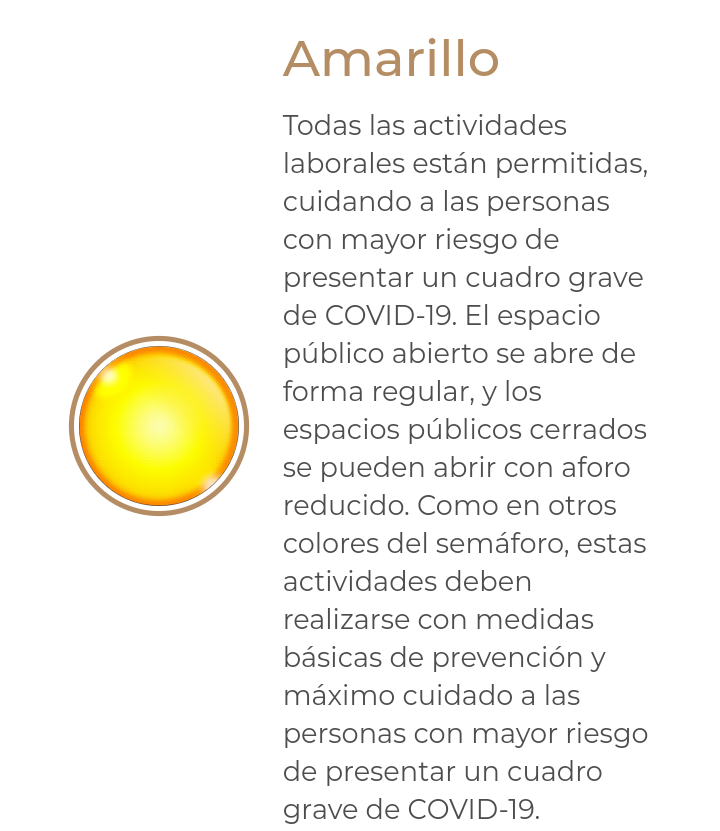 Amarillo
Todas las actividades
laborales están permitidas,
cuidando a las personas
con mayor riesgo de
presentar un cuadro grave
de COVID-19. El espacio
público abierto se abre de
forma regular, y los
espacios públicos cerrados
se pueden abrir con aforo
reducido. Como en otros
colores del semáforo, estas
actividades deben
realizarse con medidas
básicas de prevención y
máximo cuidado a las
personas con mayor riesgo
de presentar un cuadro
grave de COVID-19.